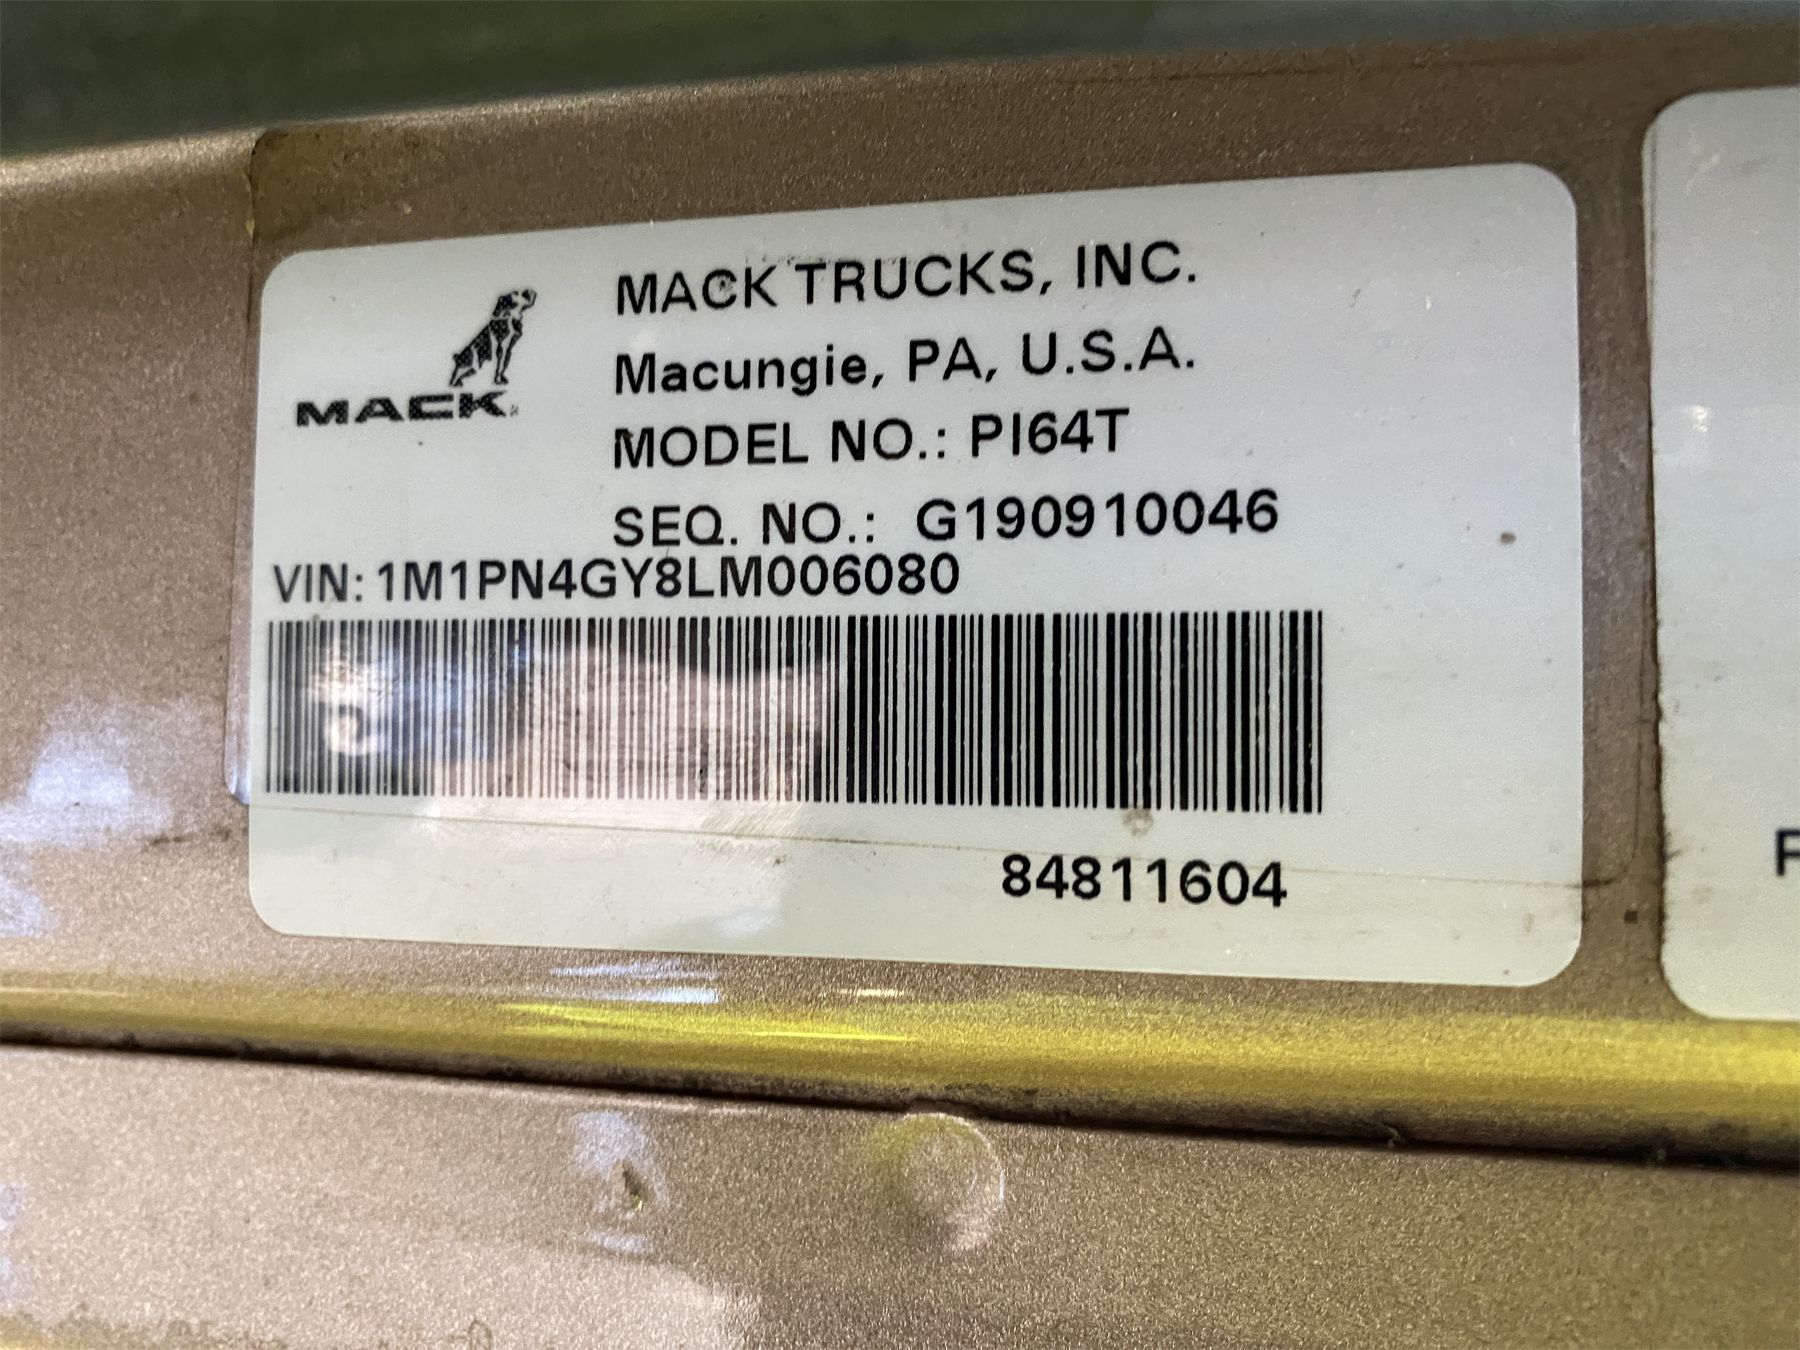 MACK TRUCKS, INC.
Macungie, PA, U.S.A.
MACK
MODEL NO.: PI64T
SEQ. NO.: G190910046
VIN: 1M1PN4GY8LM006080
84811604